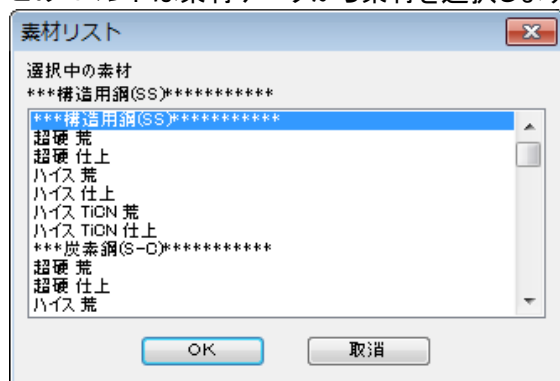 素材リスト
選択中の素材
***構造用鋼(SS)***********
***構造用鋼(SS)***********
超硬 荒
超硬 仕上
ハイス 荒
ハイス 仕上
ハイス TiCN 荒
ハイス TiCN 仕上
***炭素鋼(S-C)***********
超硬 荒
超硬 仕上
ハイス 荒
OK
取消